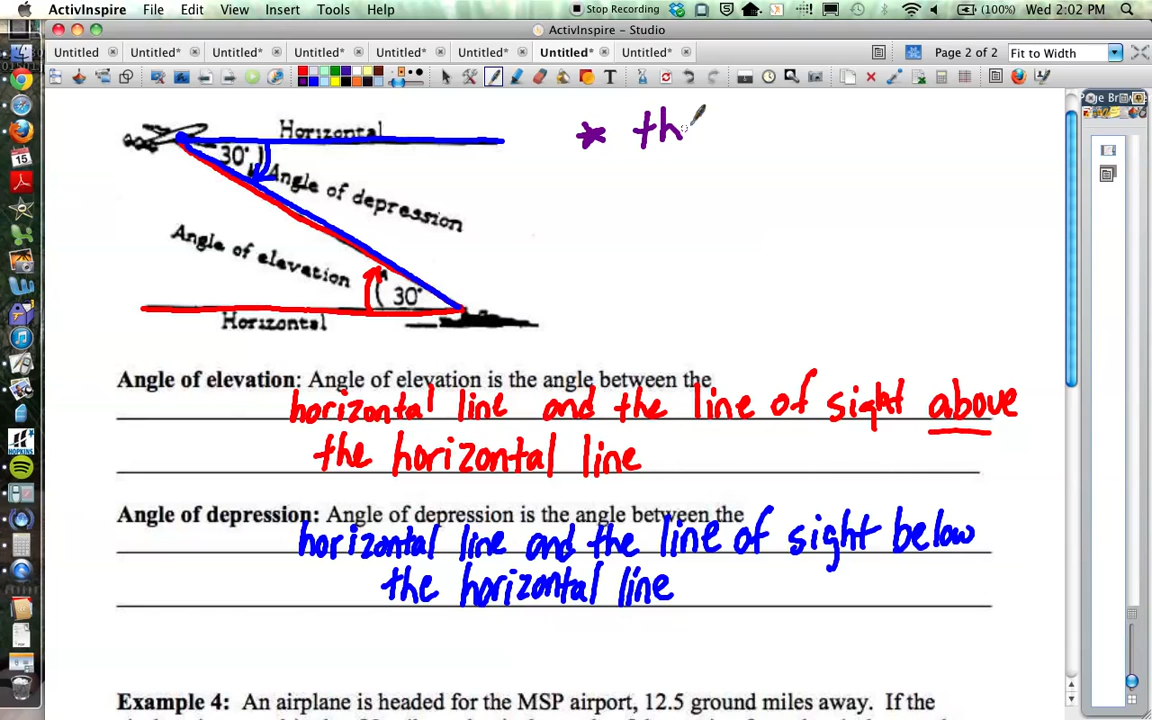 ActivInspire File Edit View Insert Tools Help Stop Recording (100%) Wed 2:02 PM
ActivInspire - Studio
Untitled Untitled* Untitled* Untitled* Untitled* Untitled* Untitled* Untitled* Page 2 of 2 Fit to Width
Page Brow
Horizontal * th
30°
Angle of depression
Angle of elevation
30°
Horizontal
Angle of elevation: Angle of elevation is the angle between the
horizontal line and the line of sight above
the horizontal line
Angle of depression: Angle of depression is the angle between the
horizontal line and the line of sight below
the horizontal line
Example 4: An airplane is headed for the MSP airport, 12.5 ground miles away. If the